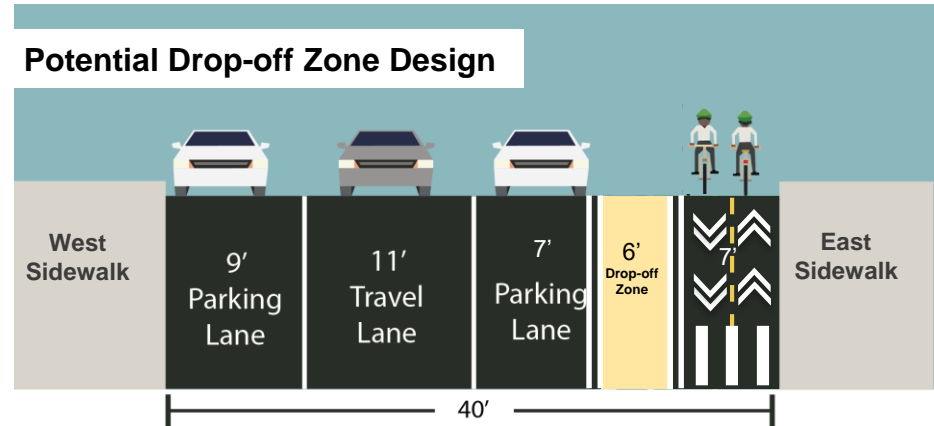 Potential Drop-off Zone Design
West
Sidewalk
9’
Parking
Lane
11’
Travel
Lane
7’
Parking
Lane
6’
Drop-off
Zone
7’
East
Sidewalk
40’